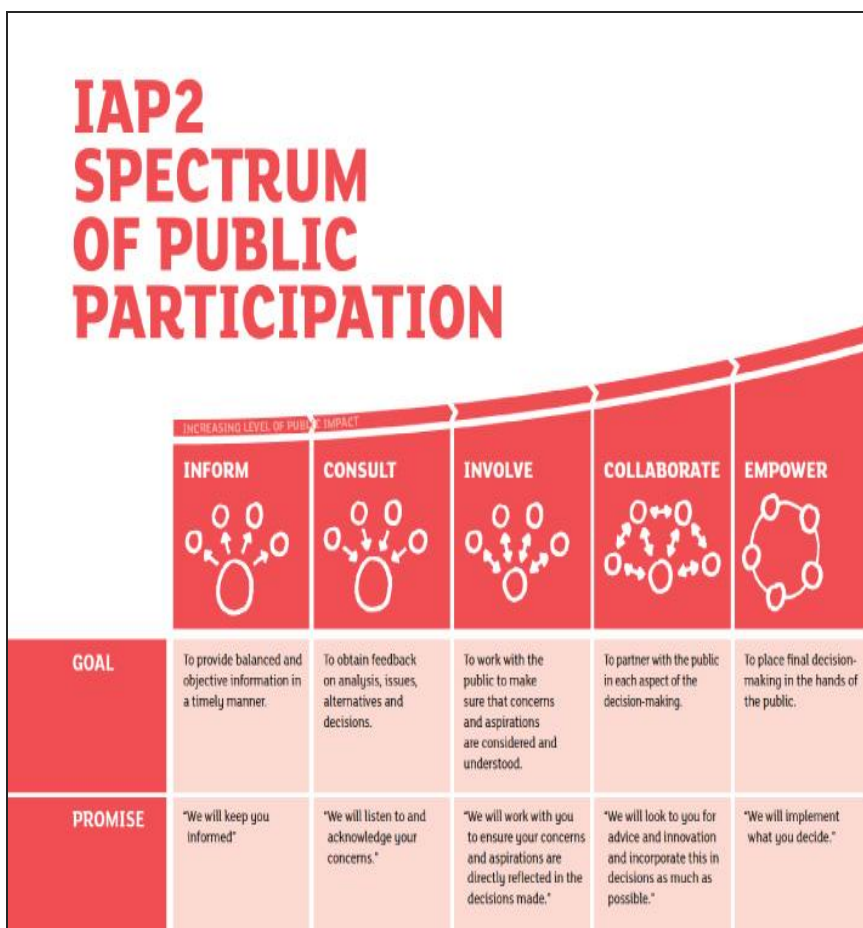 IAP2
SPECTRUM
OF PUBLIC
PARTICIPATION
INCREASING LEVEL OF PUBLIC IMPACT
INFORM
CONSULT
INVOLVE
COLLABORATE
EMPOWER
GOAL
To provide balanced and
objective information in
a timely manner.
To obtain feedback
on analysis, issues,
alternatives and
decisions.
To work with the
public to make
sure that concerns
and aspirations
are considered and
understood.
To partner with the public
in each aspect of the
decision-making.
To place final decision-
making in the hands of
the public.
PROMISE
"We will keep you
informed"
"We will listen to and
acknowledge your
concerns."
"We will work with you
to ensure your concerns
and aspirations are
directly reflected in the
decisions made."
"We will look to you for
advice and innovation
and incorporate this in
decisions as much as
possible."
"We will implement
what you decide."